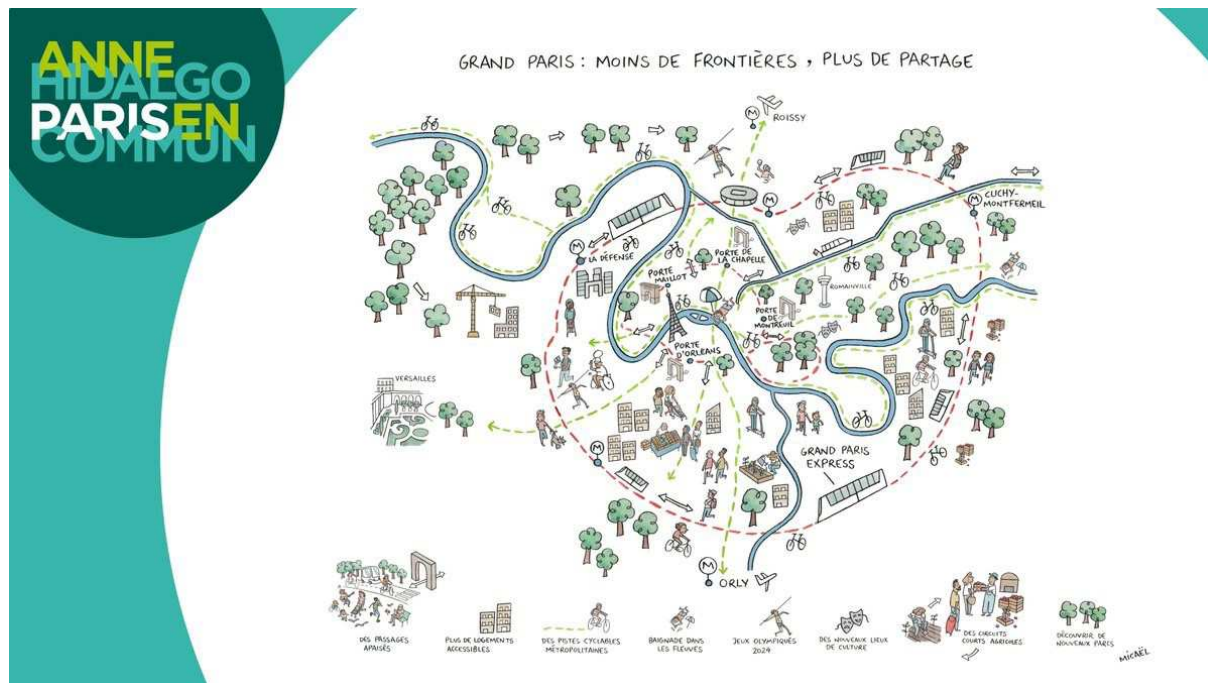 ANNE
HIDALGO
PARIS EN
COMMUN
GRAND PARIS : MOINS DE FRONTIÈRES, PLUS DE PARTAGE
M
ROISSY
M
M
CLICHY-
MONTFERMEIL
M
LA DÉFENSE
PORTE DE
LA CHAPELLE
PORTE
MAILLOT
ROMAINVILLE
PORTE
DE
MONTREUIL
PORTE
D'ORLÉANS
VERSAILLES
M
GRAND PARIS
EXPRESS
M
ORLY
DES PASSAGES
APAISÉS
PLUS DE LOGEMENTS
ACCESSIBLES
DES PISTES CYCLABLES
MÉTROPOLITAINES
BAIGNADE DANS
LES FLEUVES
JEUX OLYMPIQUES
2024
DES NOUVEAUX LIEUX
DE CULTURE
DES CIRCUITS
COURTS AGRICOLES
DÉCOUVRIR DE
NOUVEAUX PARIS
MICAËL